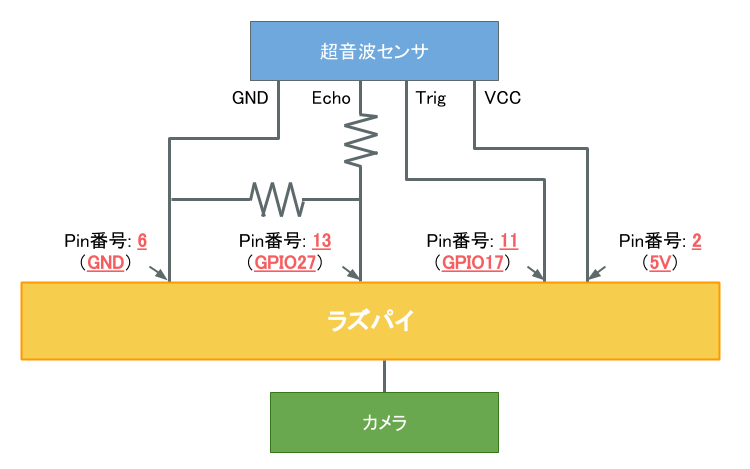 超音波センサ
GND
Echo
Trig
VCC
Pin番号: 6
（GND）
Pin番号: 13
（GPIO27）
Pin番号: 11
（GPIO17）
Pin番号: 2
（5V）
ラズパイ
カメラ